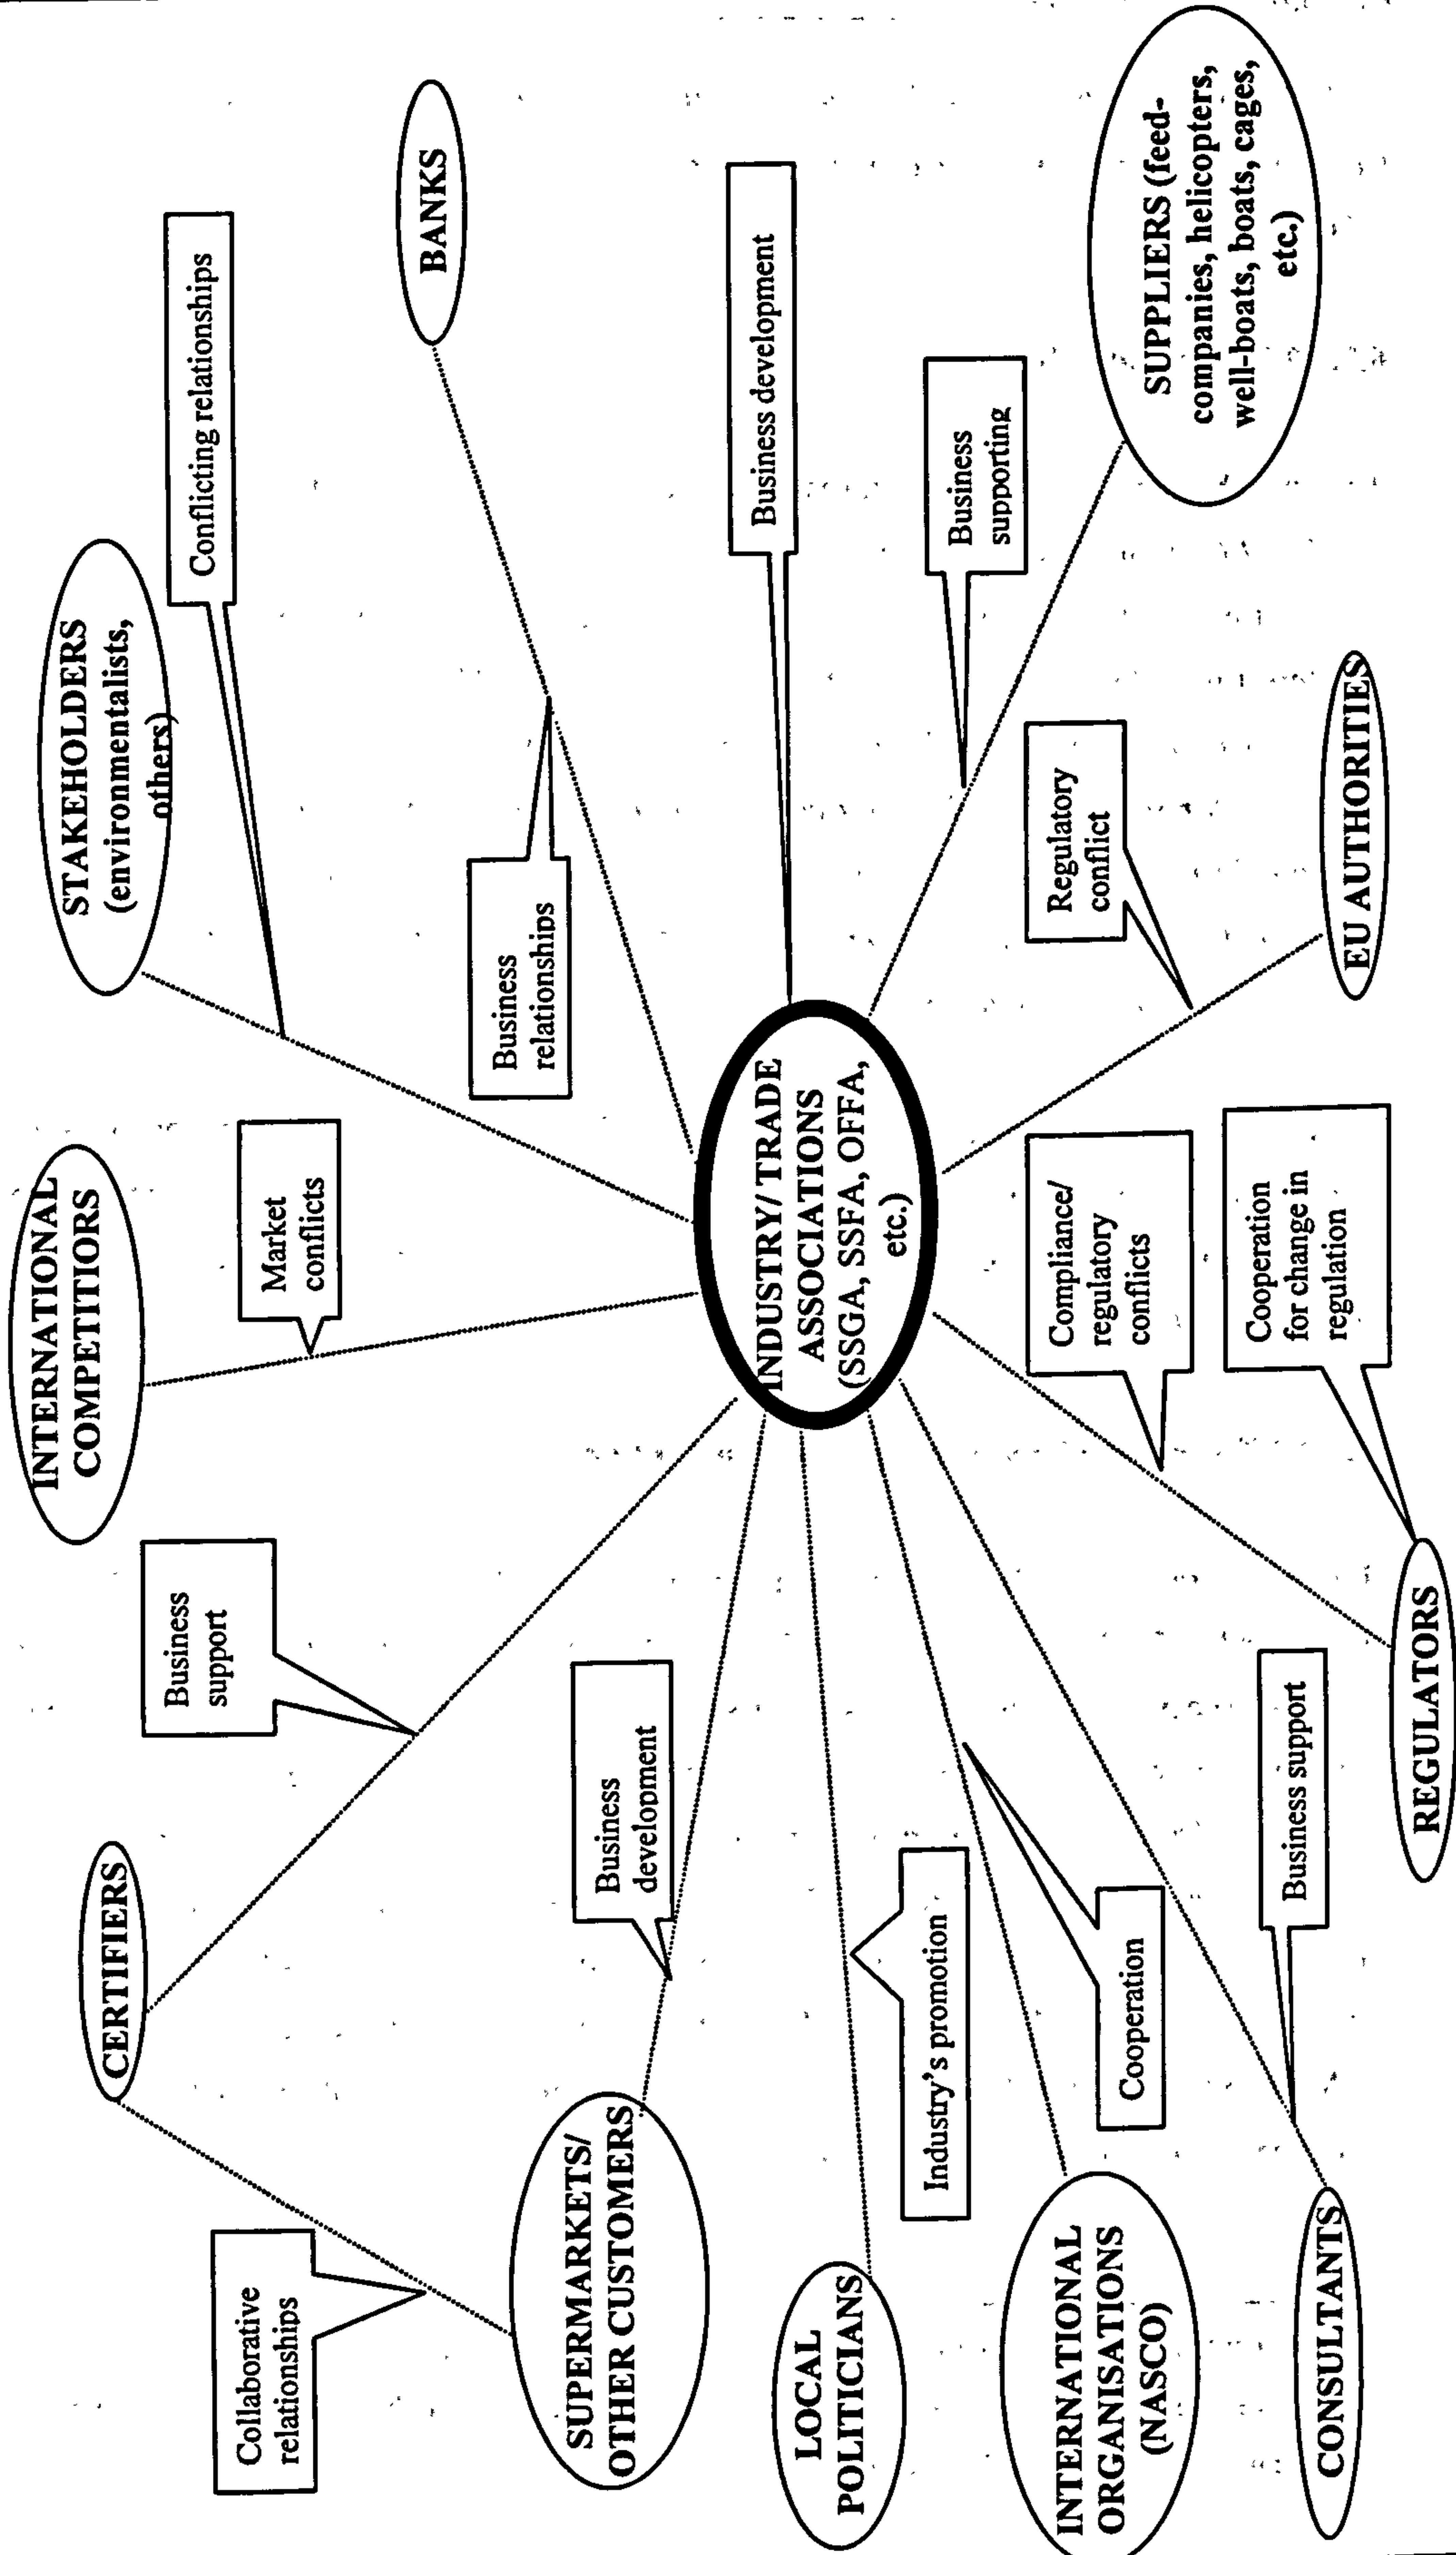 CERTIFIERS
INTERNATIONAL
COMPETITIORS
STAKEHOLDERS
(environmentalists,
others)
Collaborative
relationships
Business
support
Market
conflicts
Conflicting relationships
BANKS
SUPERMARKETS/
OTHER CUSTOMERS
Business
development
Business
relationships
LOCAL
POLITICIANS
INDUSTRY/ TRADE
ASSOCIATIONS
(SSGA, SSFA, OFFA,
etc.)
Business development
Industry's promotion
Business
supporting
INTERNATIONAL
ORGANISATIONS
(NASCO)
Cooperation
Compliance/
regulatory
conflicts
Regulatory
conflict
SUPPLIERS (feed-
companies, helicopters,
well-boats, boats, cages,
etc.)
CONSULTANTS
Business support
Cooperation
for change in
regulation
EU AUTHORITIES
REGULATORS